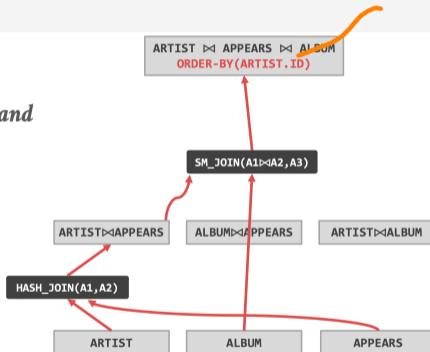 ARTIST ⋈ APPEARS ⋈ ALBUM
ORDER-BY(ARTIST.ID)
and
SM_JOIN(A1⋈A2,A3)
ARTIST⋈APPEARS
ALBUM⋈APPEARS
ARTIST⋈ALBUM
HASH_JOIN(A1,A2)
ARTIST
ALBUM
APPEARS